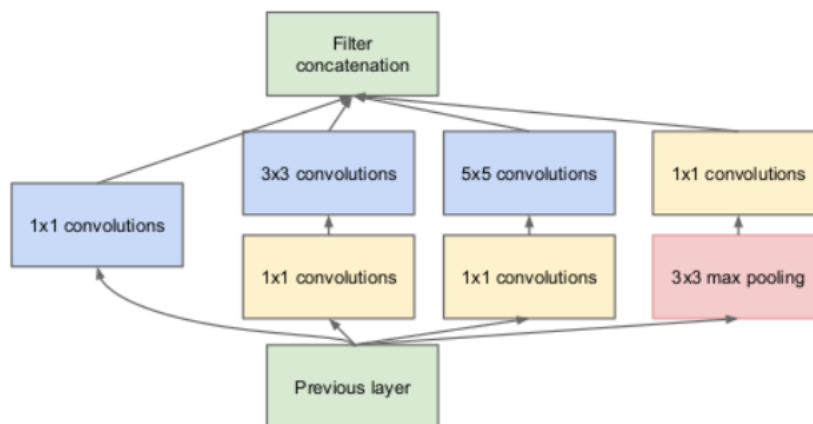 Filter
concatenation
3x3 convolutions
5x5 convolutions
1x1 convolutions
1x1 convolutions
1x1 convolutions
1x1 convolutions
3x3 max pooling
Previous layer